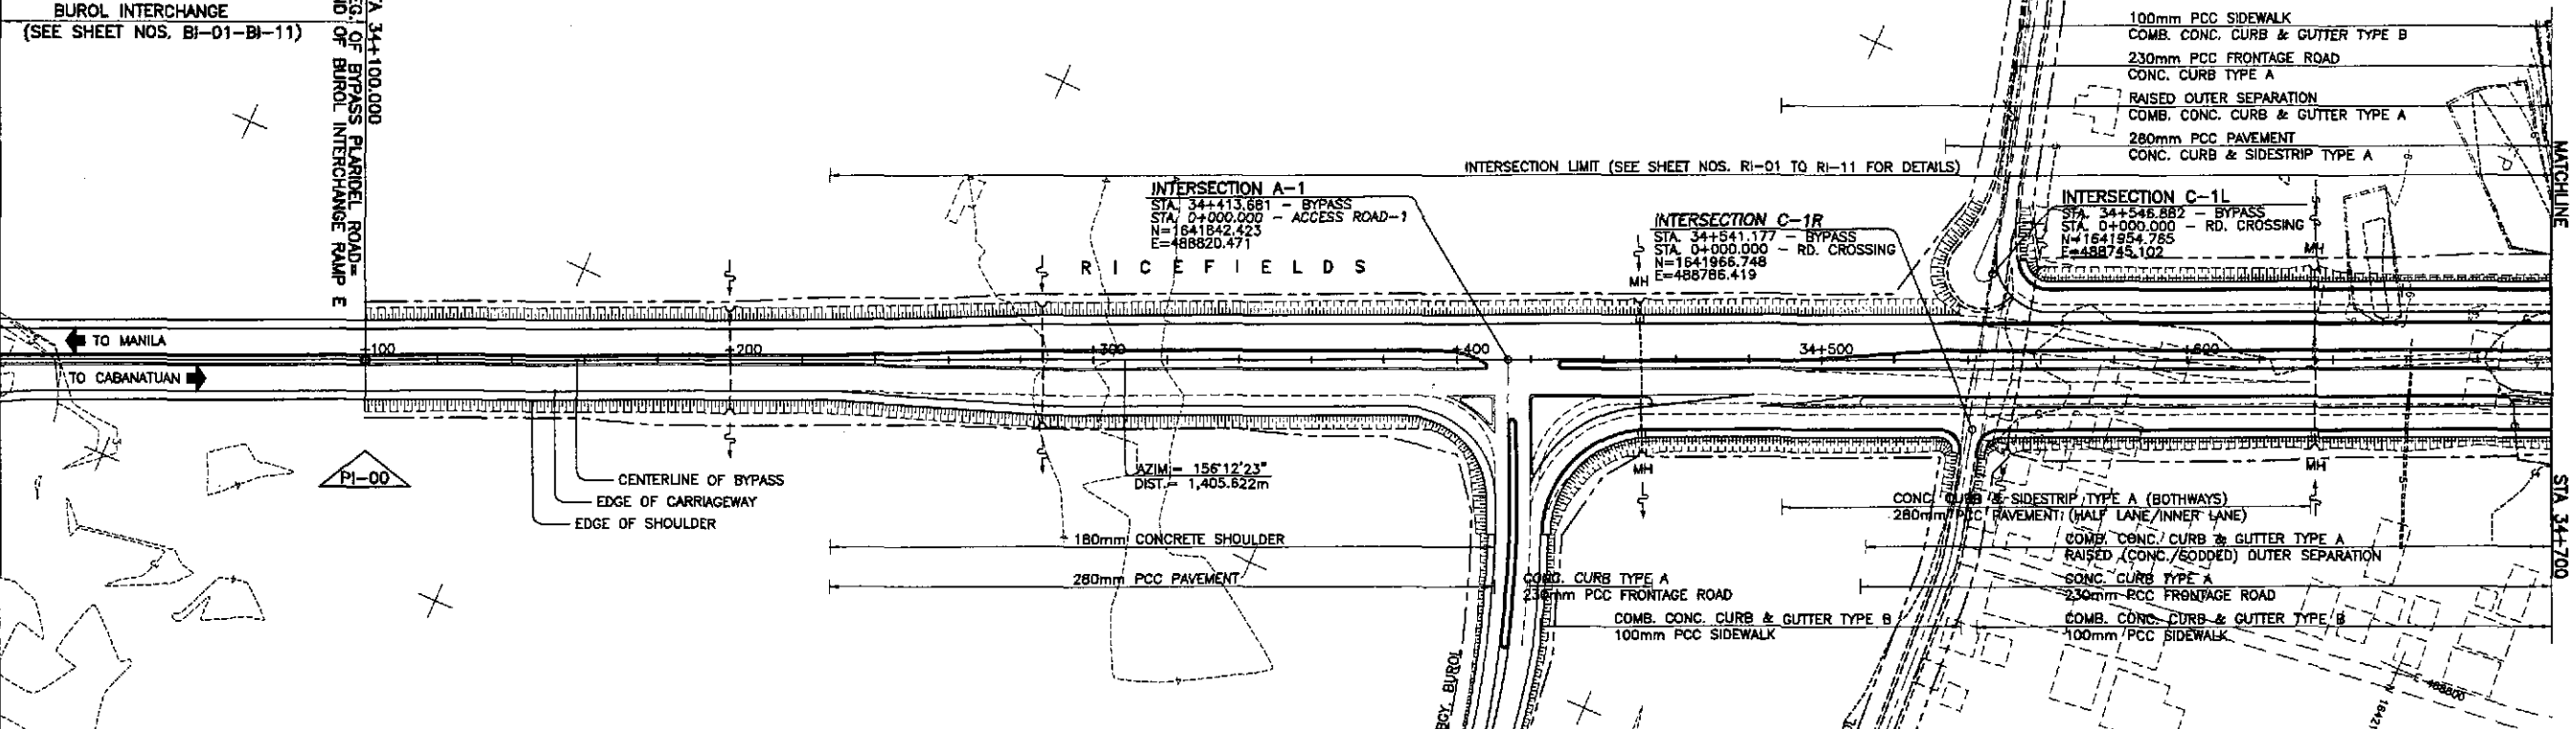 BUROL INTERCHANGE
(SEE SHEET NOS. BI-01-BI-11)
STA 34+100.000
BEG. OF BYPASS PLARIDEL ROAD=
END OF BUROL INTERCHANGE RAMP E
TO MANILA
TO CABANATUAN
PI-00
100
200
300
400
34+500
600
CENTERLINE OF BYPASS
EDGE OF CARRIAGEWAY
EDGE OF SHOULDER
INTERSECTION LIMIT (SEE SHEET NOS. RI-01 TO RI-11 FOR DETAILS)
INTERSECTION A-1
STA. 34+413.681 - BYPASS
STA. 0+000.000 - ACCESS ROAD-1
N=1641842.423
E=488820.471
R I C E F I E L D S
AZIM = 156°12'23"
DIST. = 1,405.622m
180mm CONCRETE SHOULDER
280mm PCC PAVEMENT
INTERSECTION C-1R
STA. 34+541.177 - BYPASS
STA. 0+000.000 - RD. CROSSING
N=1641966.748
E=488786.419
MH
MH
INTERSECTION C-1L
STA. 34+546.882 - BYPASS
STA. 0+000.000 - RD. CROSSING
N=1641954.785
E=488745.102
MH
MH
100mm PCC SIDEWALK
COMB. CONC. CURB & GUTTER TYPE B
230mm PCC FRONTAGE ROAD
CONC. CURB TYPE A
RAISED OUTER SEPARATION
COMB. CONC. CURB & GUTTER TYPE A
280mm PCC PAVEMENT
CONC. CURB & SIDESTRIP TYPE A
CONC. CURB & SIDESTRIP TYPE A (BOTHWAYS)
280mm PCC PAVEMENT (HALF LANE/INNER LANE)
COMB. CONC. CURB & GUTTER TYPE A
RAISED (CONC./SODDED) OUTER SEPARATION
CONC. CURB TYPE A
230mm PCC FRONTAGE ROAD
COMB. CONC. CURB & GUTTER TYPE B
100mm PCC SIDEWALK
CONC. CURB TYPE A
230mm PCC FRONTAGE ROAD
COMB. CONC. CURB & GUTTER TYPE B
100mm PCC SIDEWALK
BGY. BUROL
E 488800
N 1642
MATCHLINE
STA 34+700